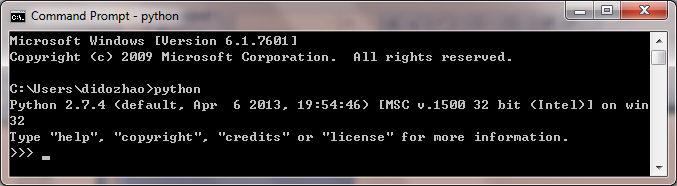 Command Prompt - python
Microsoft Windows [Version 6.1.7601]
Copyright (c) 2009 Microsoft Corporation.  All rights reserved.
C:\Users\didozhao>python
Python 2.7.4 (default, Apr  6 2013, 19:54:46) [MSC v.1500 32 bit (Intel)] on win
32
Type "help", "copyright", "credits" or "license" for more information.
>>> _